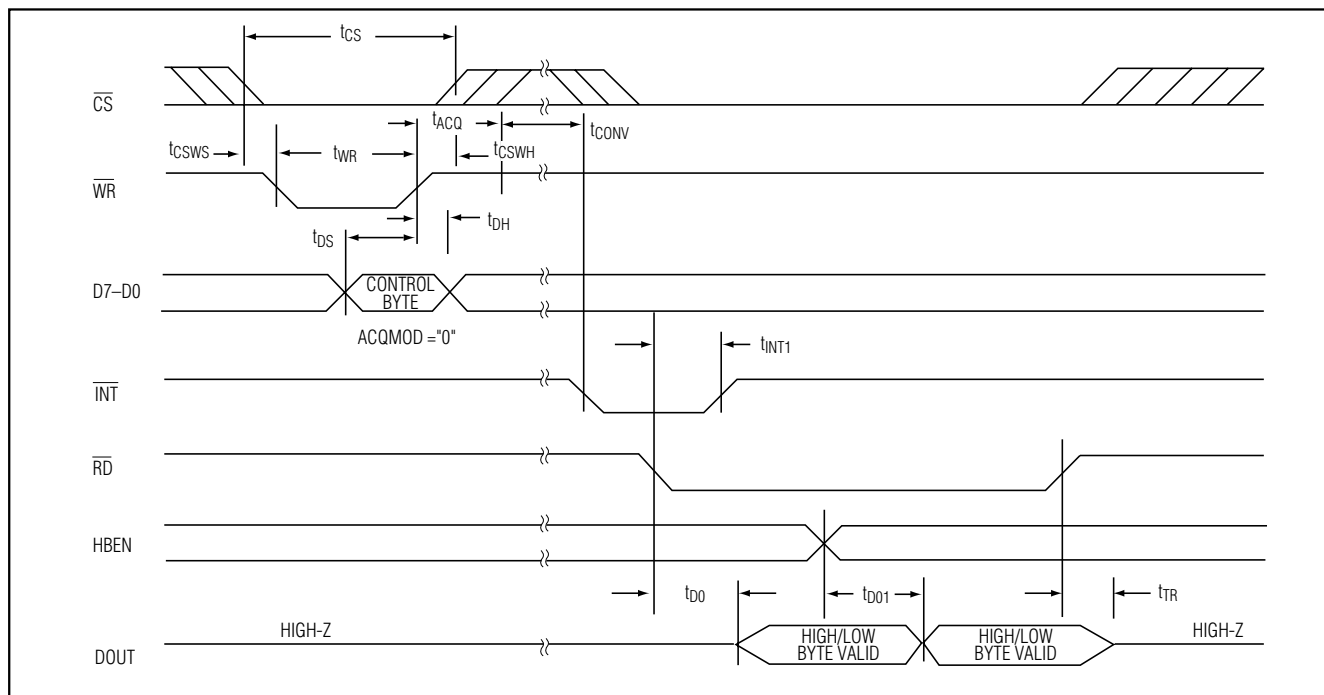 tCS
CS
tACQ
tCONV
tCSWS
tWR
tCSWH
WR
tDH
tDS
D7–D0
CONTROL
BYTE
ACQMOD ="0"
tINT1
INT
RD
HBEN
tD0
tD01
tTR
HIGH-Z
HIGH/LOW
BYTE VALID
HIGH/LOW
BYTE VALID
HIGH-Z
DOUT